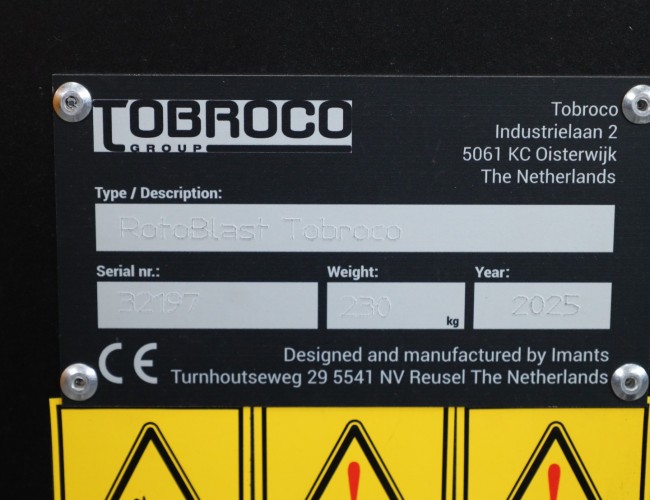 TOBROCO
GROUP
Tobroco
Industrielaan 2
5061 KC Oisterwijk
The Netherlands
Type / Description:
RotoBlast Tobroco
Serial nr.:
Weight:
Year:
32197
230
kg
2025
CE
Designed and manufactured by Imants
Turnhoutseweg 29 5541 NV Reusel The Netherlands